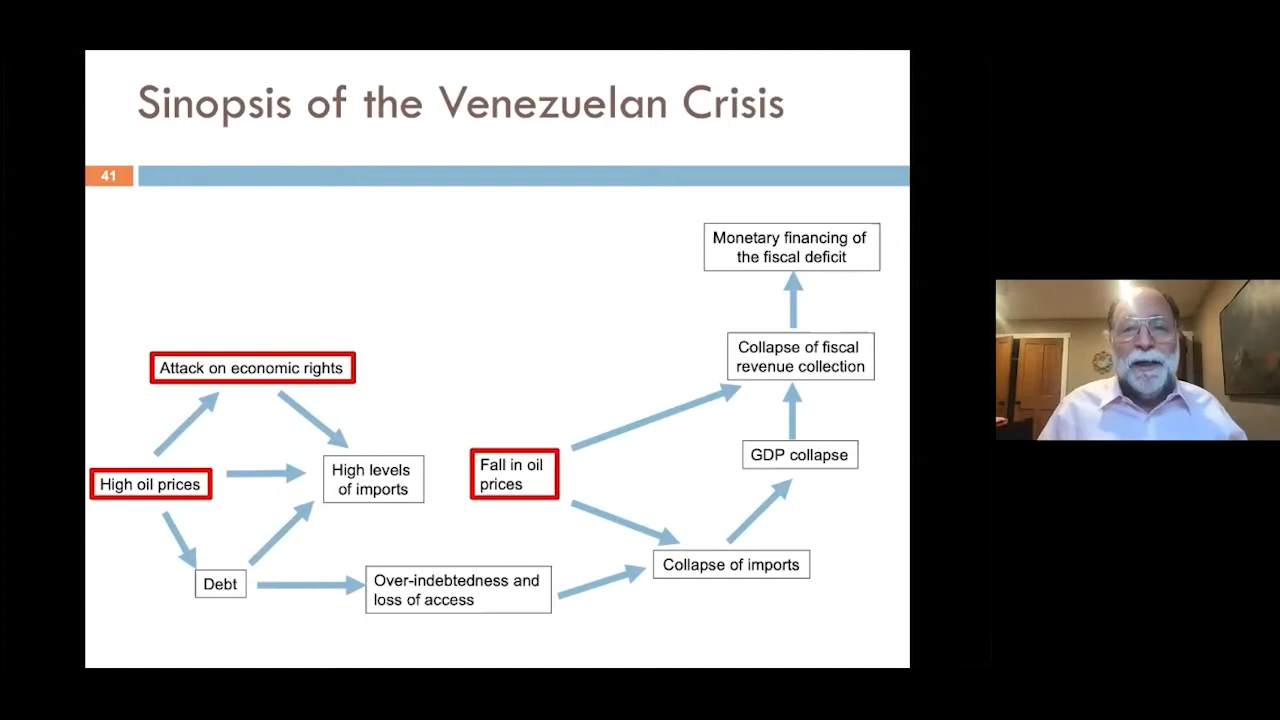 Sinopsis of the Venezuelan Crisis
41
Monetary financing of
the fiscal deficit
Collapse of fiscal
revenue collection
Attack on economic rights
GDP collapse
Fall in oil
prices
High levels
of imports
High oil prices
Collapse of imports
Debt
Over-indebtedness and
loss of access